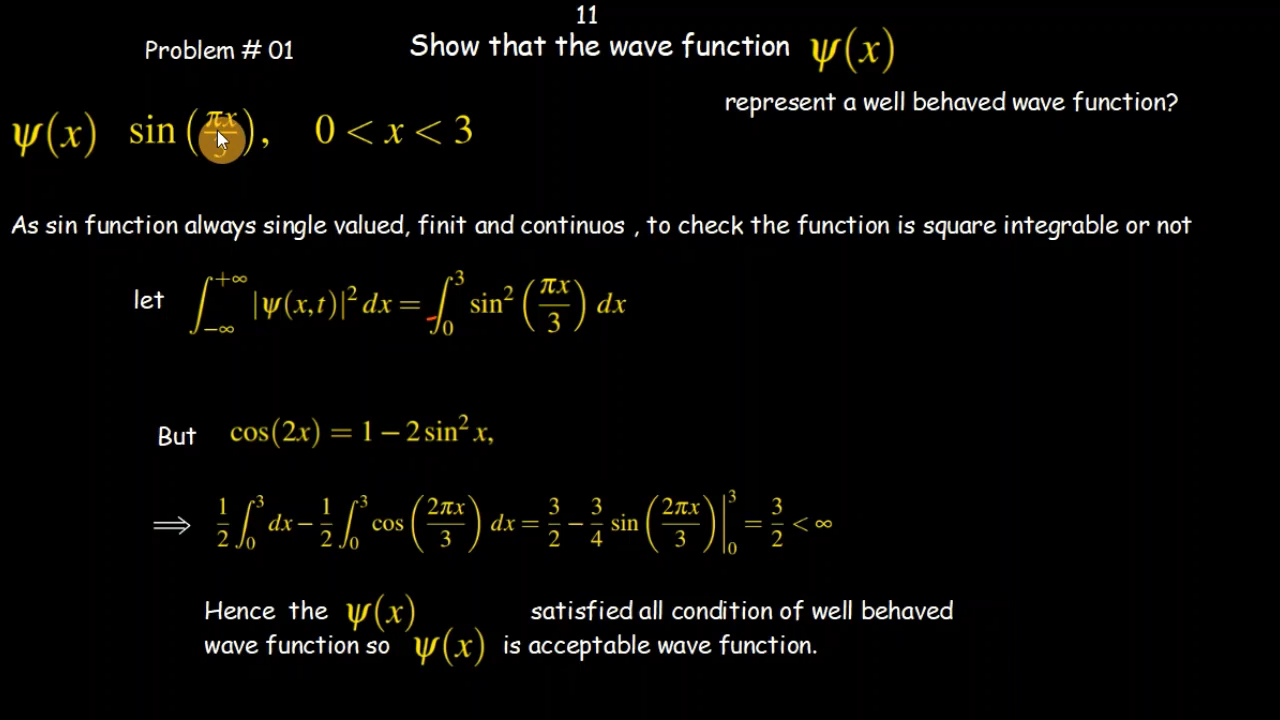 11
Problem # 01
Show that the wave function ψ(x)
represent a well behaved wave function?
ψ(x) sin(πx/3), 0 < x < 3
As sin function always single valued, finit and continuos , to check the function is square integrable or not
let ∫_{−∞}^{+∞} |ψ(x,t)|² dx = ∫_0^3 sin² (πx/3) dx
But cos(2x) = 1 − 2 sin² x,
⟹ 1/2 ∫_0^3 dx − 1/2 ∫_0^3 cos (2πx/3) dx = 3/2 − 3/4 sin (2πx/3) |_0^3 = 3/2 < ∞
Hence the ψ(x) satisfied all condition of well behaved
wave function so ψ(x) is acceptable wave function.